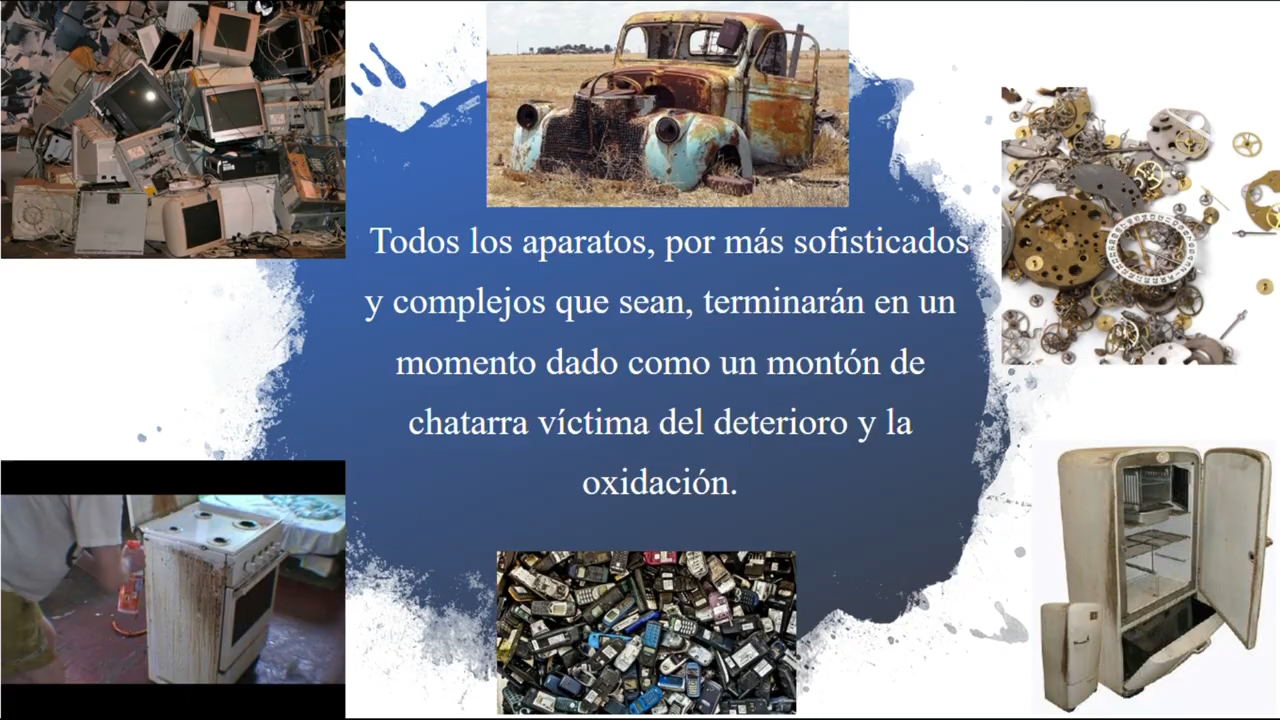 Todos los aparatos, por más sofisticados
y complejos que sean, terminarán en un
momento dado como un montón de
chatarra víctima del deterioro y la
oxidación.